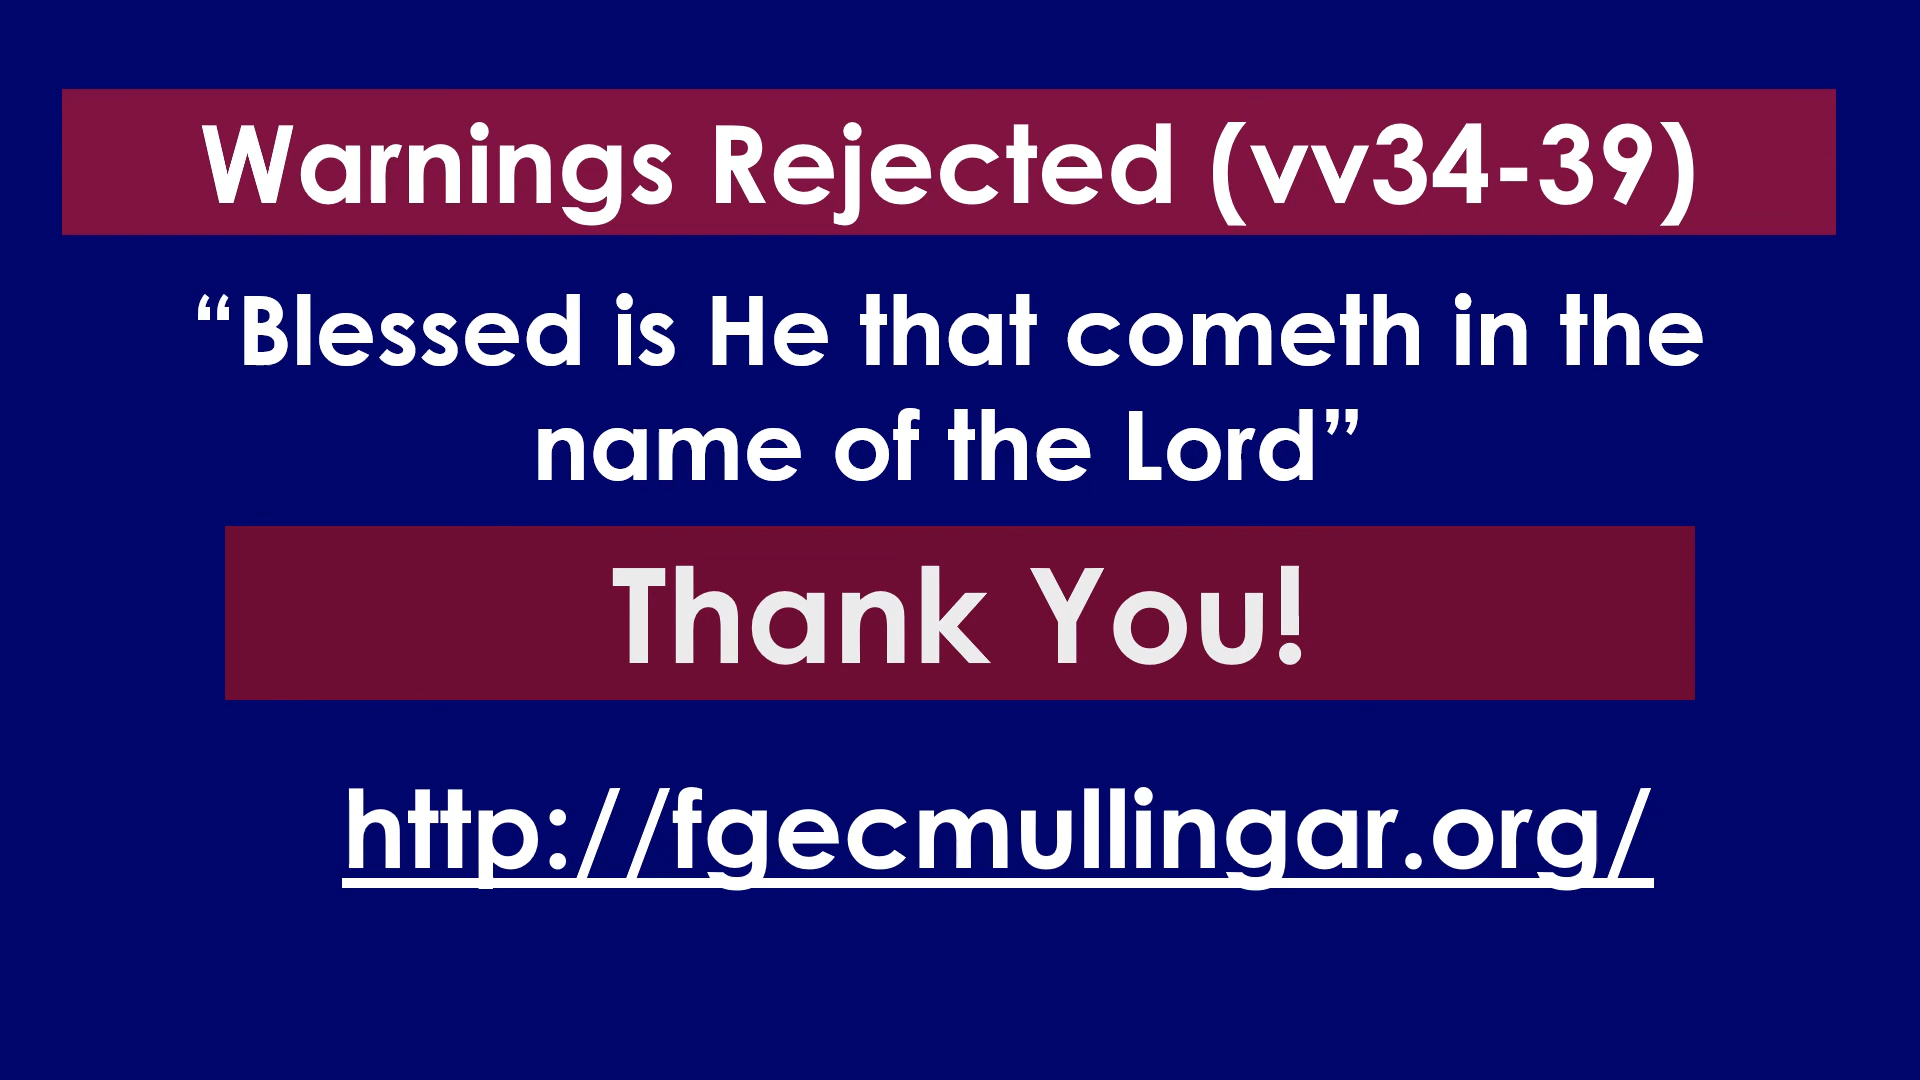 Warnings Rejected (vv34-39)
“Blessed is He that cometh in the
name of the Lord”
Thank You!
http://fgecmullingar.org/